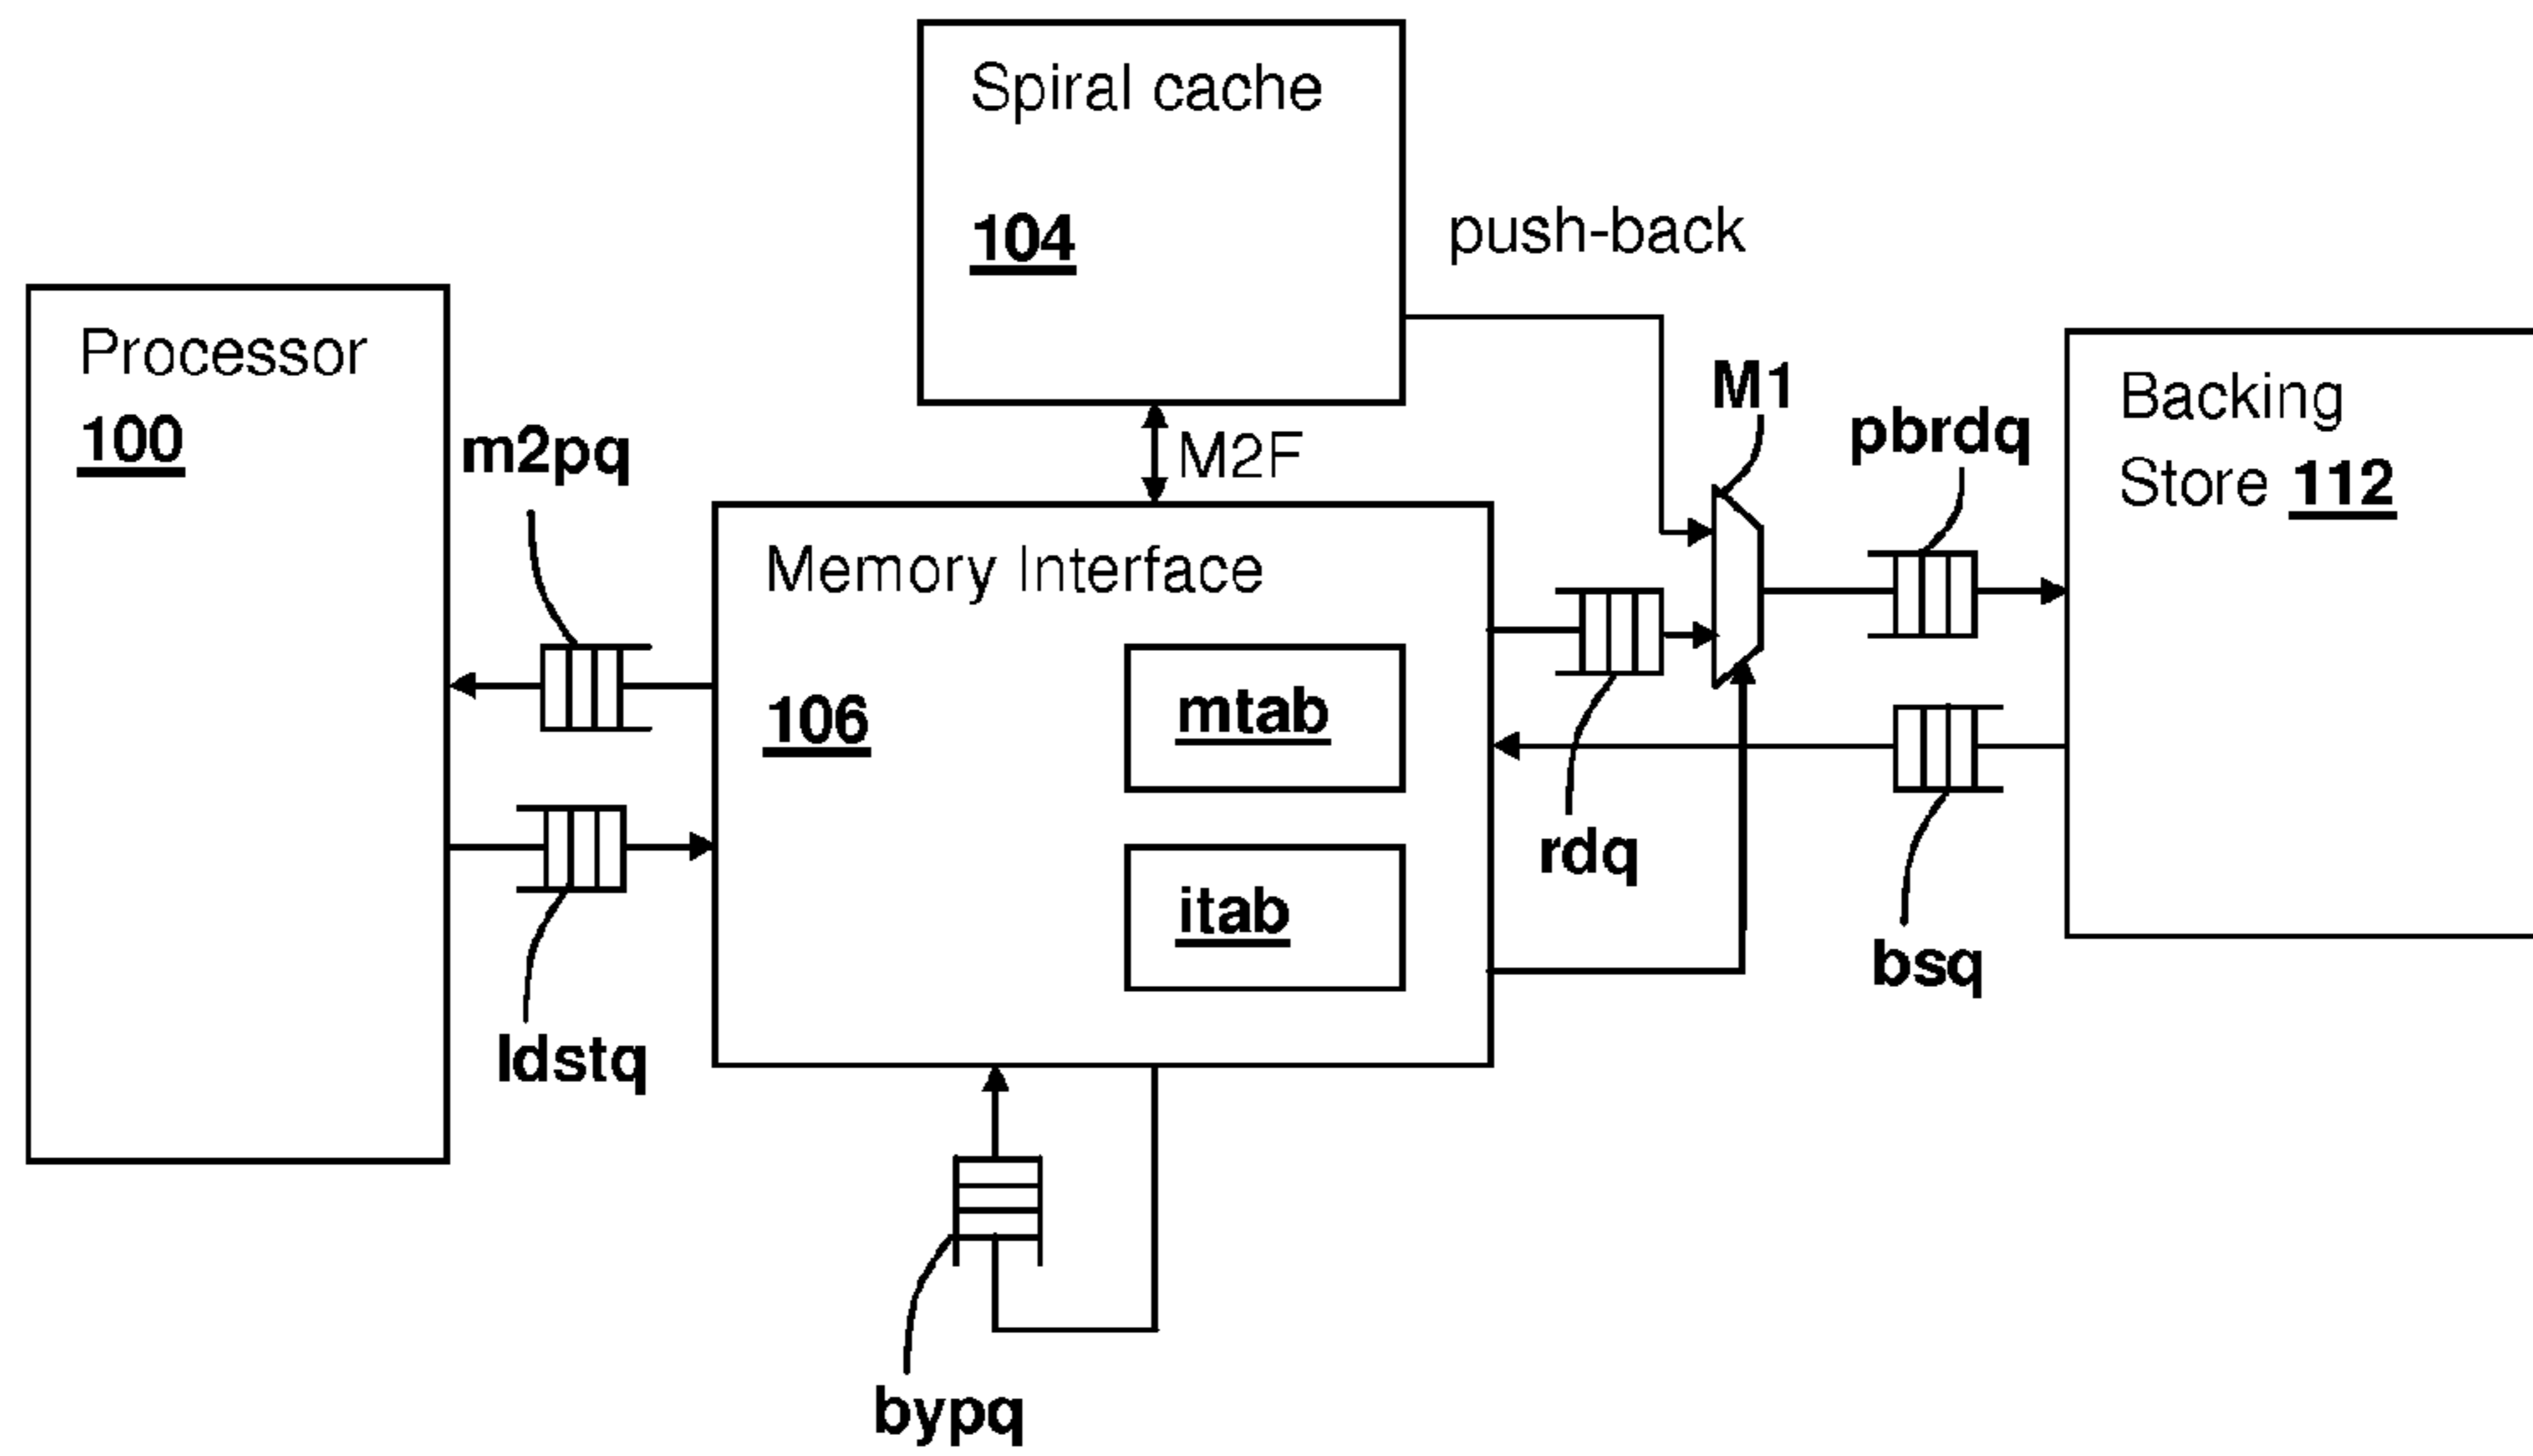 Spiral cache
104
push-back
Processor
100
m2pq
M2F
M1
pbrdq
Backing
Store 112
Memory Interface
106
mtab
itab
rdq
bsq
ldstq
bypq